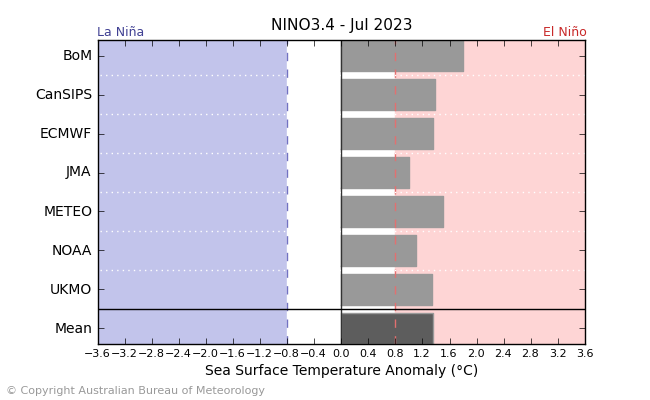 NINO3.4 - Jul 2023
La Niña
El Niño
BoM
CanSIPS
ECMWF
JMA
METEO
NOAA
UKMO
Mean
−3.6 −3.2 −2.8 −2.4 −2.0 −1.6 −1.2 −0.8 −0.4 0.0 0.4 0.8 1.2 1.6 2.0 2.4 2.8 3.2 3.6
Sea Surface Temperature Anomaly (°C)
© Copyright Australian Bureau of Meteorology